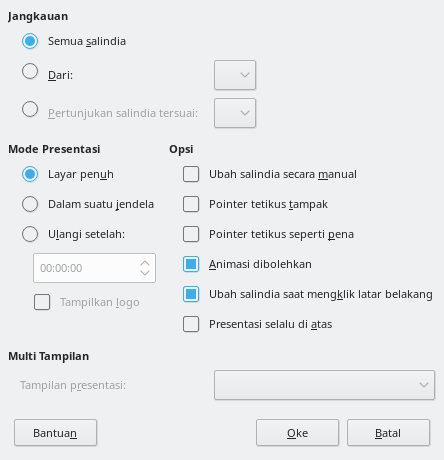 Jangkauan
Semua salindia
Dari:
Pertunjukan salindia tersuai:
Mode Presentasi
Layar penuh
Dalam suatu jendela
Ulangi setelah:
00:00:00
Tampilkan logo
Opsi
Ubah salindia secara manual
Pointer tetikus tampak
Pointer tetikus seperti pena
Animasi dibolehkan
Ubah salindia saat mengklik latar belakang
Presentasi selalu di atas
Multi Tampilan
Tampilan presentasi:
Bantuan
Oke
Batal